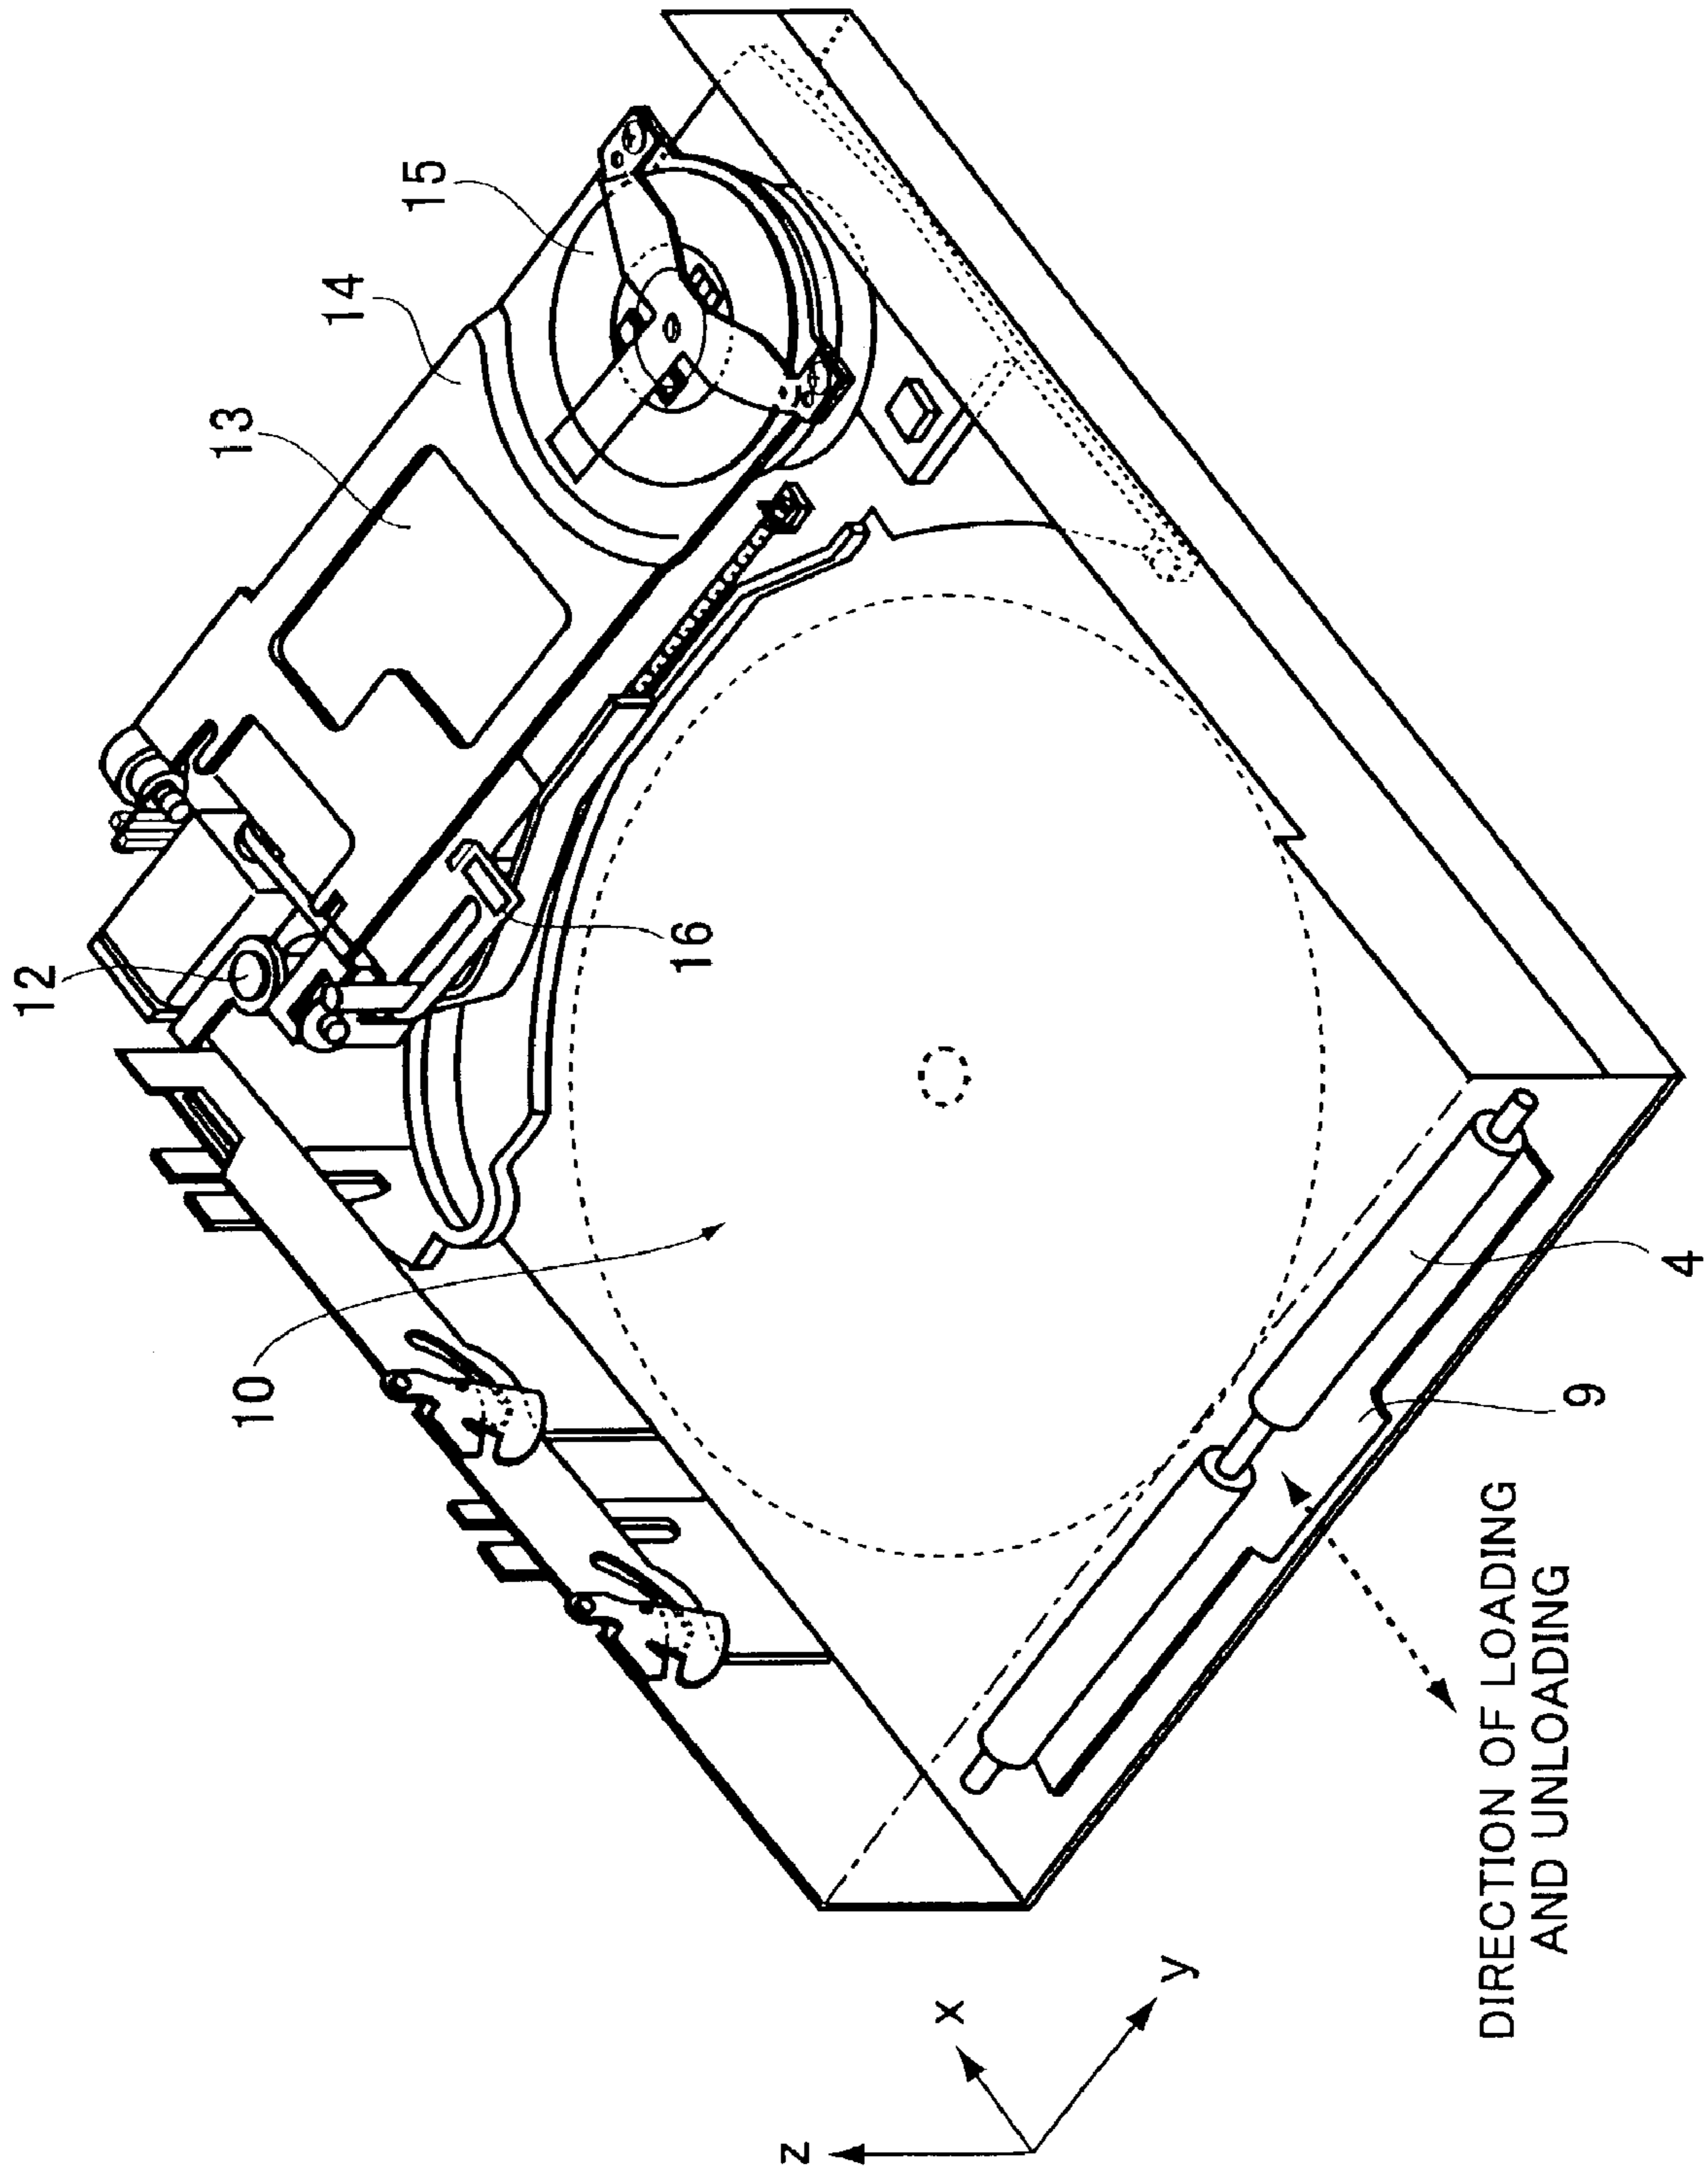 15
14
13
12
16
10
4
9
DIRECTION OF LOADING
AND UNLOADING
x
y
z